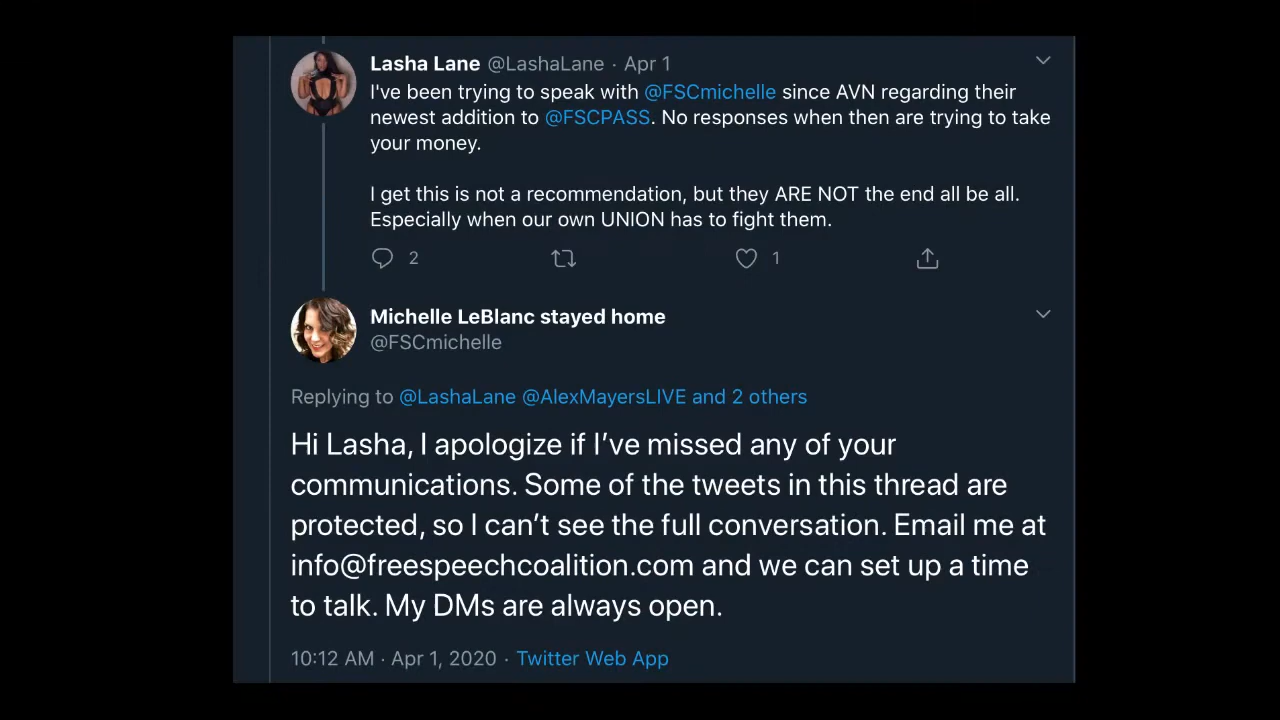 Lasha Lane @LashaLane · Apr 1
I've been trying to speak with @FSCmichelle since AVN regarding their
newest addition to @FSCPASS. No responses when then are trying to take
your money.
I get this is not a recommendation, but they ARE NOT the end all be all.
Especially when our own UNION has to fight them.
2 1
Michelle LeBlanc stayed home
@FSCmichelle
Replying to @LashaLane @AlexMayersLIVE and 2 others
Hi Lasha, I apologize if I’ve missed any of your
communications. Some of the tweets in this thread are
protected, so I can’t see the full conversation. Email me at
info@freespeechcoalition.com and we can set up a time
to talk. My DMs are always open.
10:12 AM · Apr 1, 2020 · Twitter Web App